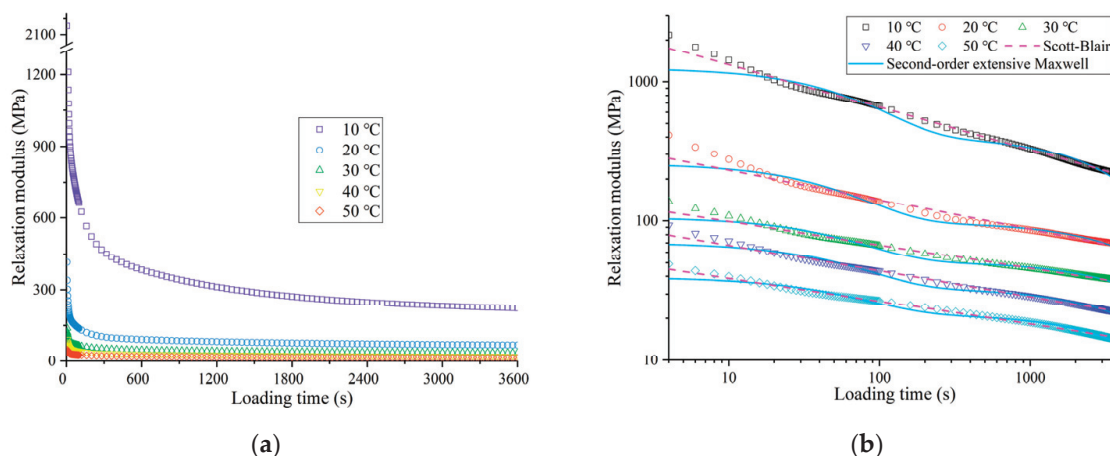 2100
1200
900
600
300
0
Relaxation modulus (MPa)
10 ℃
20 ℃
30 ℃
40 ℃
50 ℃
0 600 1200 1800 2400 3000 3600
Loading time (s)
(a)
10 ℃ 20 ℃ 30 ℃
40 ℃ 50 ℃ Scott-Blair
Second-order extensive Maxwell
1000
100
10
Relaxation modulus (MPa)
10 100 1000
Loading time (s)
(b)